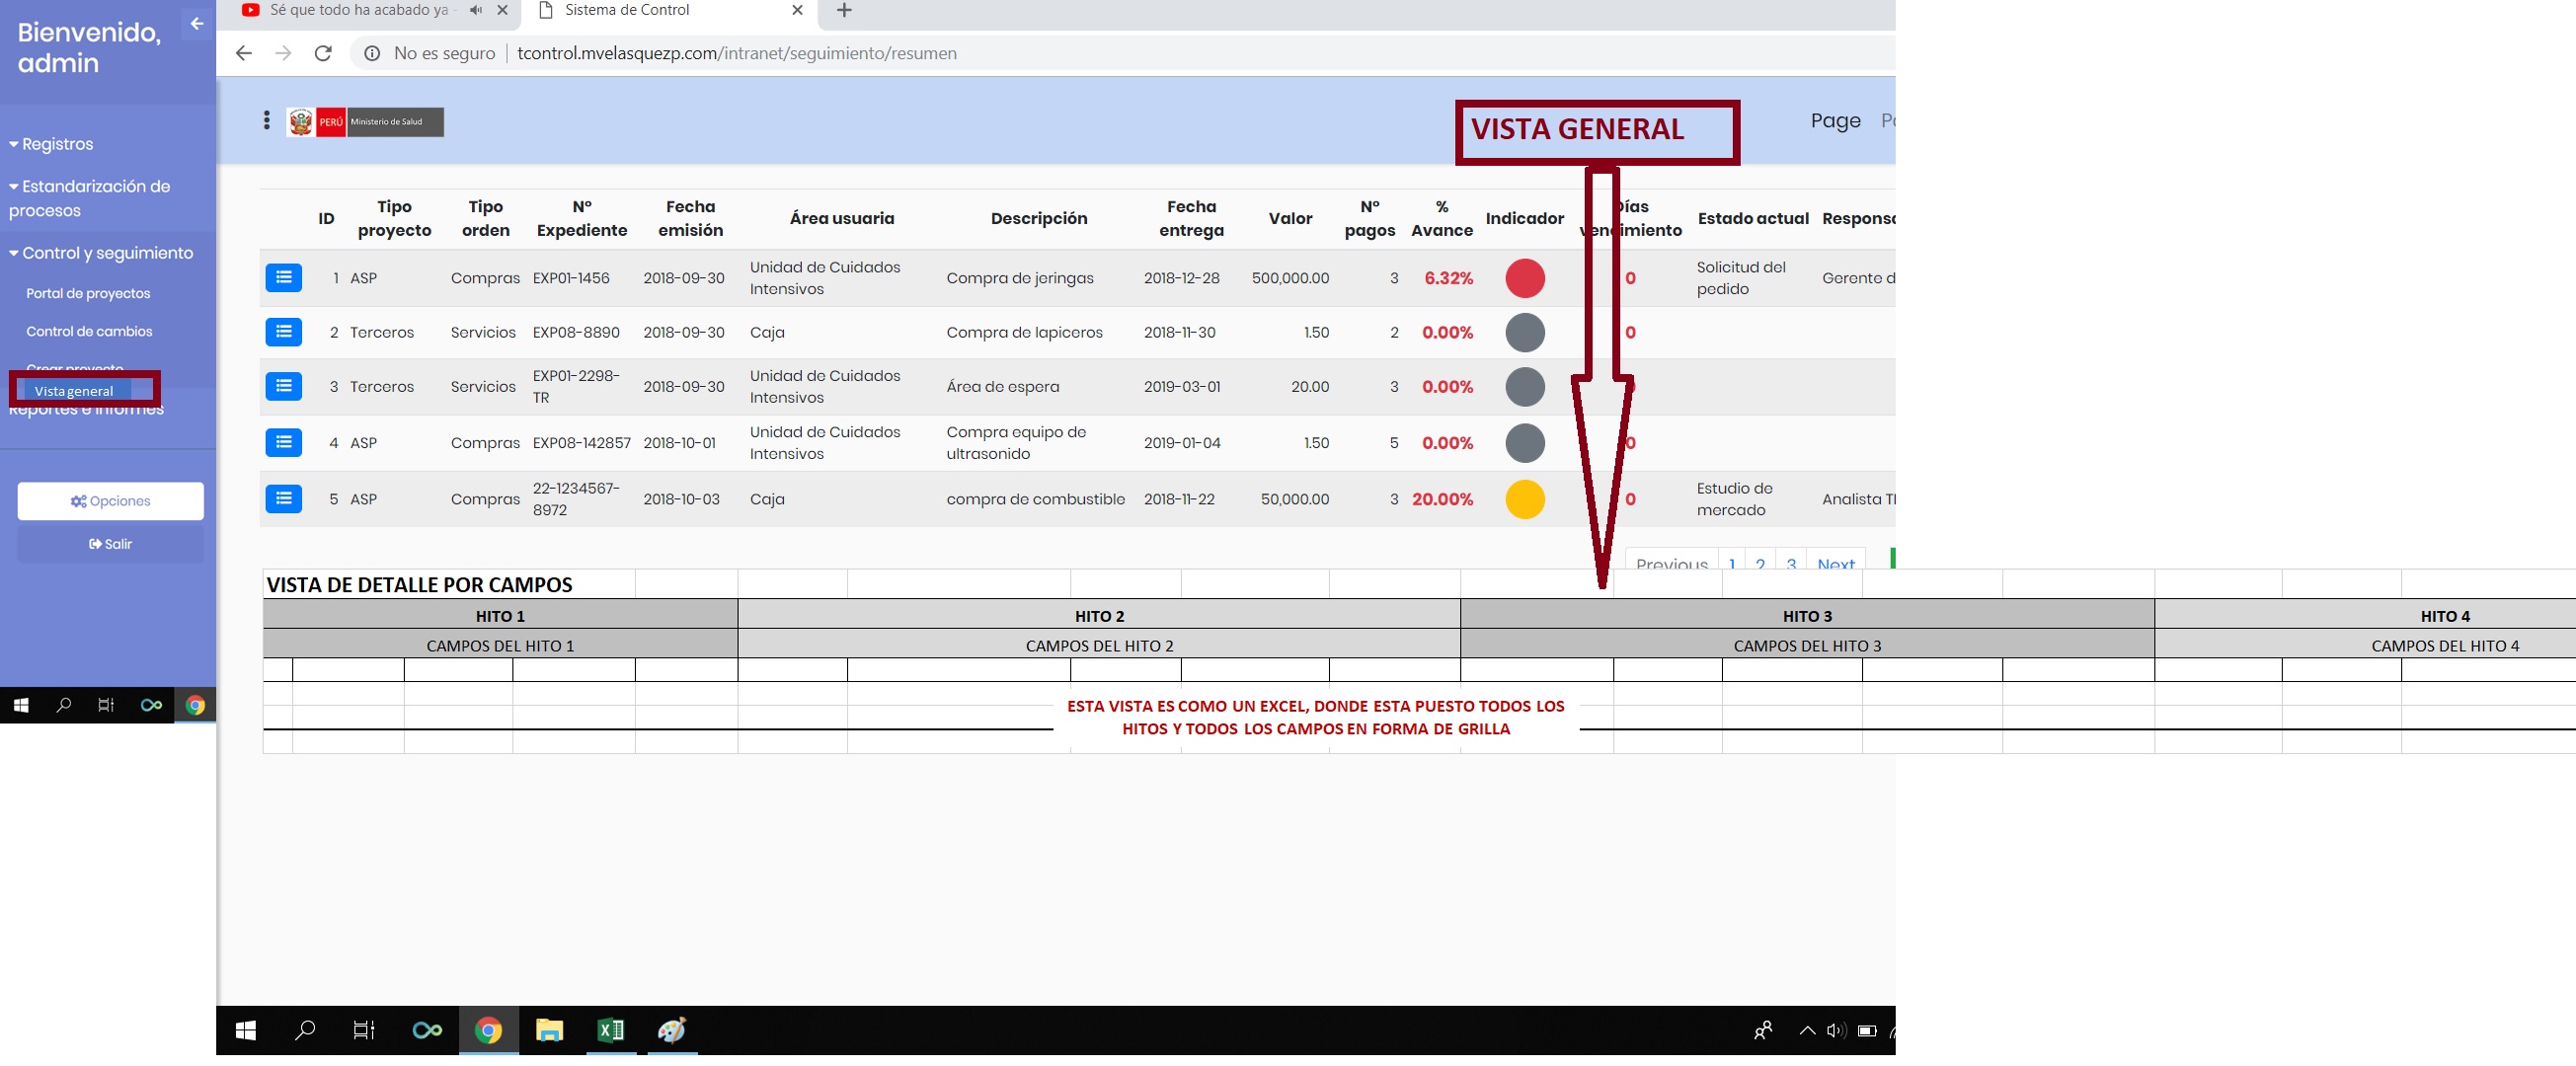 Bienvenido,
admin
Registros
Estandarización de
procesos
Control y seguimiento
Portal de proyectos
Control de cambios
Crear proyecto
Vista general
Reportes e informes
Opciones
Salir
Sé que todo ha acabado ya -
Sistema de Control
No es seguro
tcontrol.mvelasquezp.com/intranet/seguimiento/resumen
PERÚ Ministerio de Salud
VISTA GENERAL
Page
ID Tipo proyecto Tipo orden N° Expediente Fecha emisión Área usuaria Descripción Fecha entrega Valor N° pagos % Avance Indicador Días vencimiento Estado actual
1 ASP Compras EXP01-1456 2018-09-30 Unidad de Cuidados Intensivos Compra de jeringas 2018-12-28 500,000.00 3 6.32% 0 Solicitud del pedido Gerente d
2 Terceros Servicios EXP08-8890 2018-09-30 Caja Compra de lapiceros 2018-11-30 1.50 2 0.00% 0
3 Terceros Servicios EXP01-2298-TR 2018-09-30 Unidad de Cuidados Intensivos Área de espera 2019-03-01 20.00 3 0.00%
4 ASP Compras EXP08-142857 2018-10-01 Unidad de Cuidados Intensivos Compra equipo de ultrasonido 2019-01-04 1.50 5 0.00% 0
5 ASP Compras 22-1234567-8972 2018-10-03 Caja compra de combustible 2018-11-22 50,000.00 3 20.00% 0 Estudio de mercado Analista
Previous 1 2 3 Next
VISTA DE DETALLE POR CAMPOS
HITO 1 HITO 2 HITO 3 HITO 4
CAMPOS DEL HITO 1 CAMPOS DEL HITO 2 CAMPOS DEL HITO 3 CAMPOS DEL HITO 4
ESTA VISTA ES COMO UN EXCEL, DONDE ESTA PUESTO TODOS LOS
HITOS Y TODOS LOS CAMPOS EN FORMA DE GRILLA